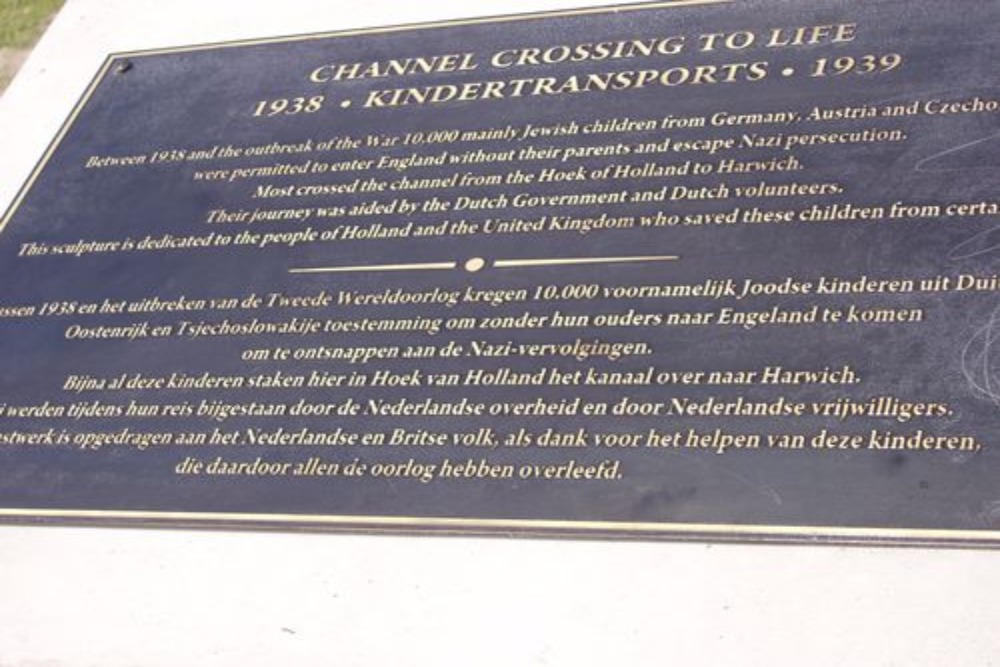 CHANNEL CROSSING TO LIFE
1938 • KINDERTRANSPORTS • 1939
Between 1938 and the outbreak of the War 10.000 mainly Jewish children from Germany, Austria and Czecho
were permitted to enter England without their parents and escape Nazi persecution.
Most crossed the channel from the Hoek of Holland to Harwich.
Their journey was aided by the Dutch Government and Dutch volunteers.
This sculpture is dedicated to the people of Holland and the United Kingdom who saved these children from certa
ssen 1938 en het uitbreken van de Tweede Wereldoorlog kregen 10.000 voornamelijk Joodse kinderen uit Dui
Oostenrijk en Tsjechoslowakije toestemming om zonder hun ouders naar Engeland te komen
om te ontsnappen aan de Nazi-vervolgingen.
Bijna al deze kinderen staken hier in Hoek van Holland het kanaal over naar Harwich.
j werden tijdens hun reis bijgestaan door de Nederlandse overheid en door Nederlandse vrijwilligers.
stwerk is opgedragen aan het Nederlandse en Britse volk, als dank voor het helpen van deze kinderen,
die daardoor allen de oorlog hebben overleefd.